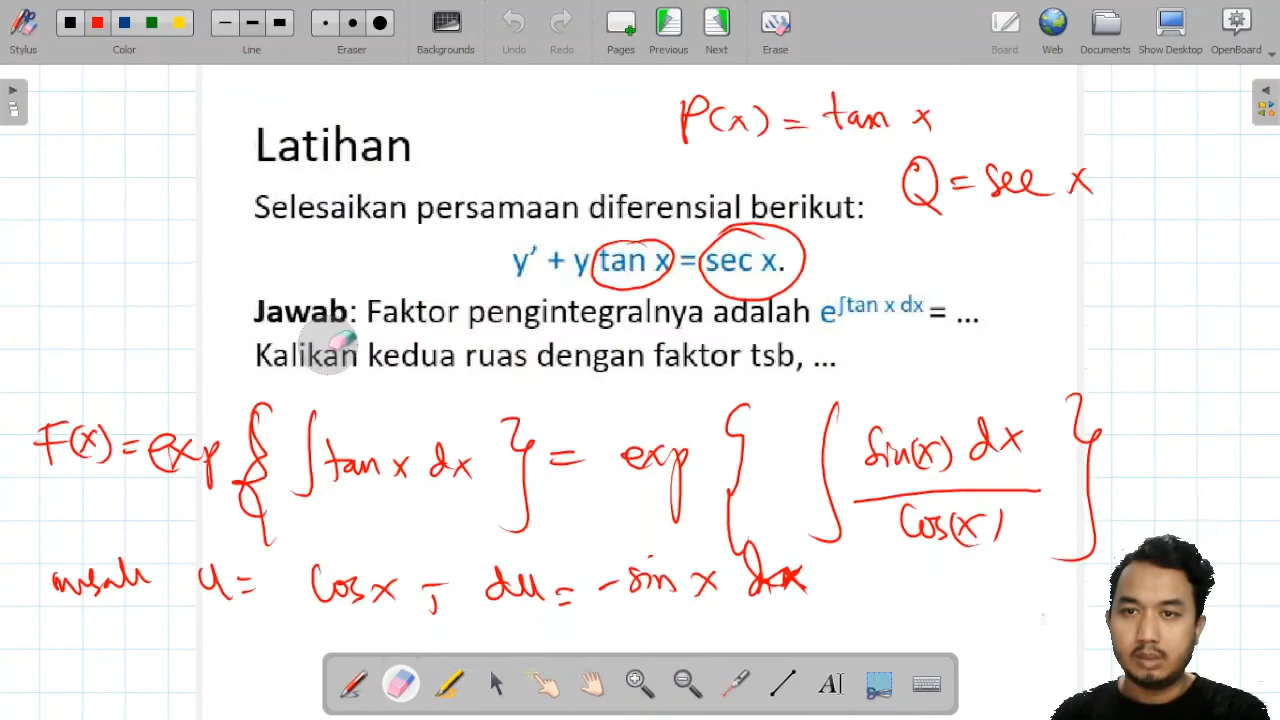 Stylus Color Line Eraser Backgrounds Undo Redo Pages Previous Next Erase Board Web Documents Show Desktop OpenBoard
P(x) = tan x
Latihan
Q = sec x
Selesaikan persamaan diferensial berikut:
y' + y tan x = sec x.
Jawab: Faktor pengintegralnya adalah e^∫tan x dx = ...
Kalikan kedua ruas dengan faktor tsb, ...
F(x) = exp { ∫ tan x dx } = exp { ∫ sin(x) dx / cos(x) }
misal u = cos x ; du = -sin x dx
AI